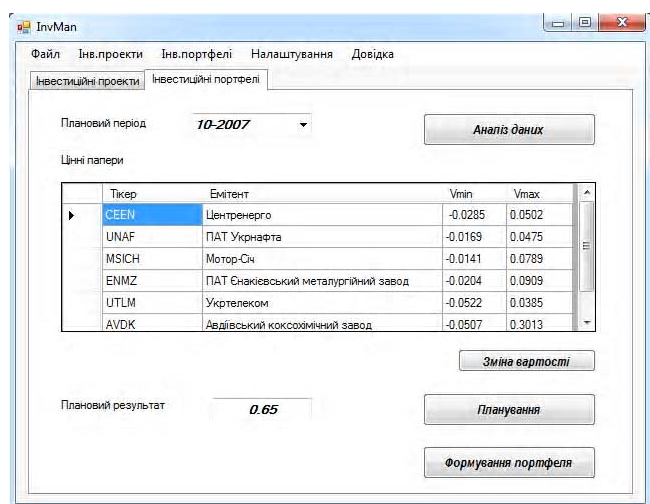 InvMan
Файл Інв.проекти Інв.портфелі Налаштування Довідка
Інвестиційні проекти Інвестиційні портфелі
Плановий період 10-2007 Аналіз даних
Цінні папери
Тікер Емітент Vmin Vmax
CEEN Центренерго -0.0285 0.0502
UNAF ПАТ Укрнафта -0.0169 0.0475
MSICH Мотор-Січ -0.0141 0.0789
ENMZ ПАТ Єнакієвський металургійний завод -0.0204 0.0909
UTLM Укртелеком -0.0522 0.0385
AVDK Авдіївський коксохімічний завод -0.0507 0.3013
Зміна вартості
Плановий результат 0.65 Планування
Формування портфеля